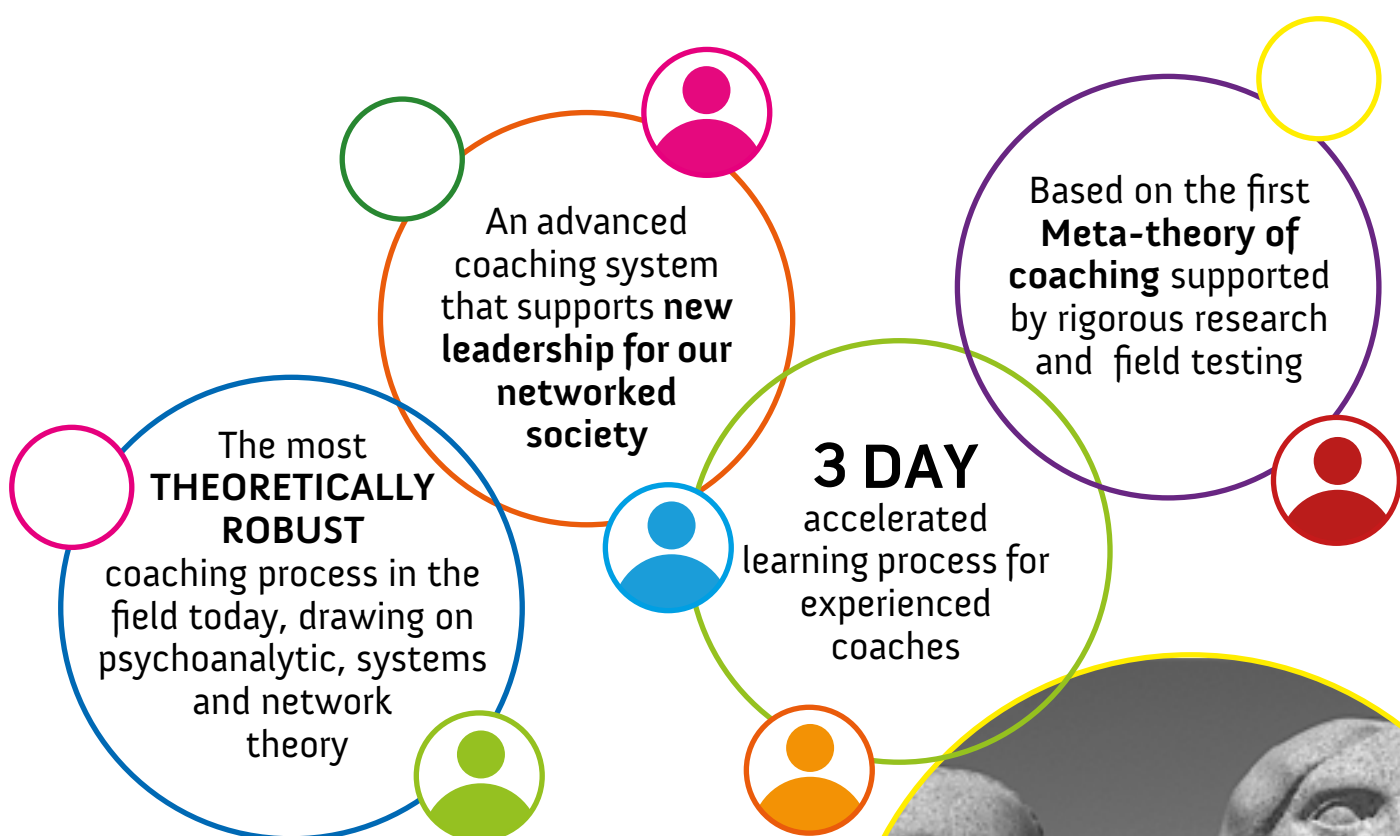 An advanced
coaching system
that supports new
leadership for our
networked
society
Based on the first
Meta-theory of
coaching supported
by rigorous research
and field testing
The most
THEORETICALLY
ROBUST
coaching process in the
field today, drawing on
psychoanalytic, systems
and network
theory
3 DAY
accelerated
learning process for
experienced
coaches